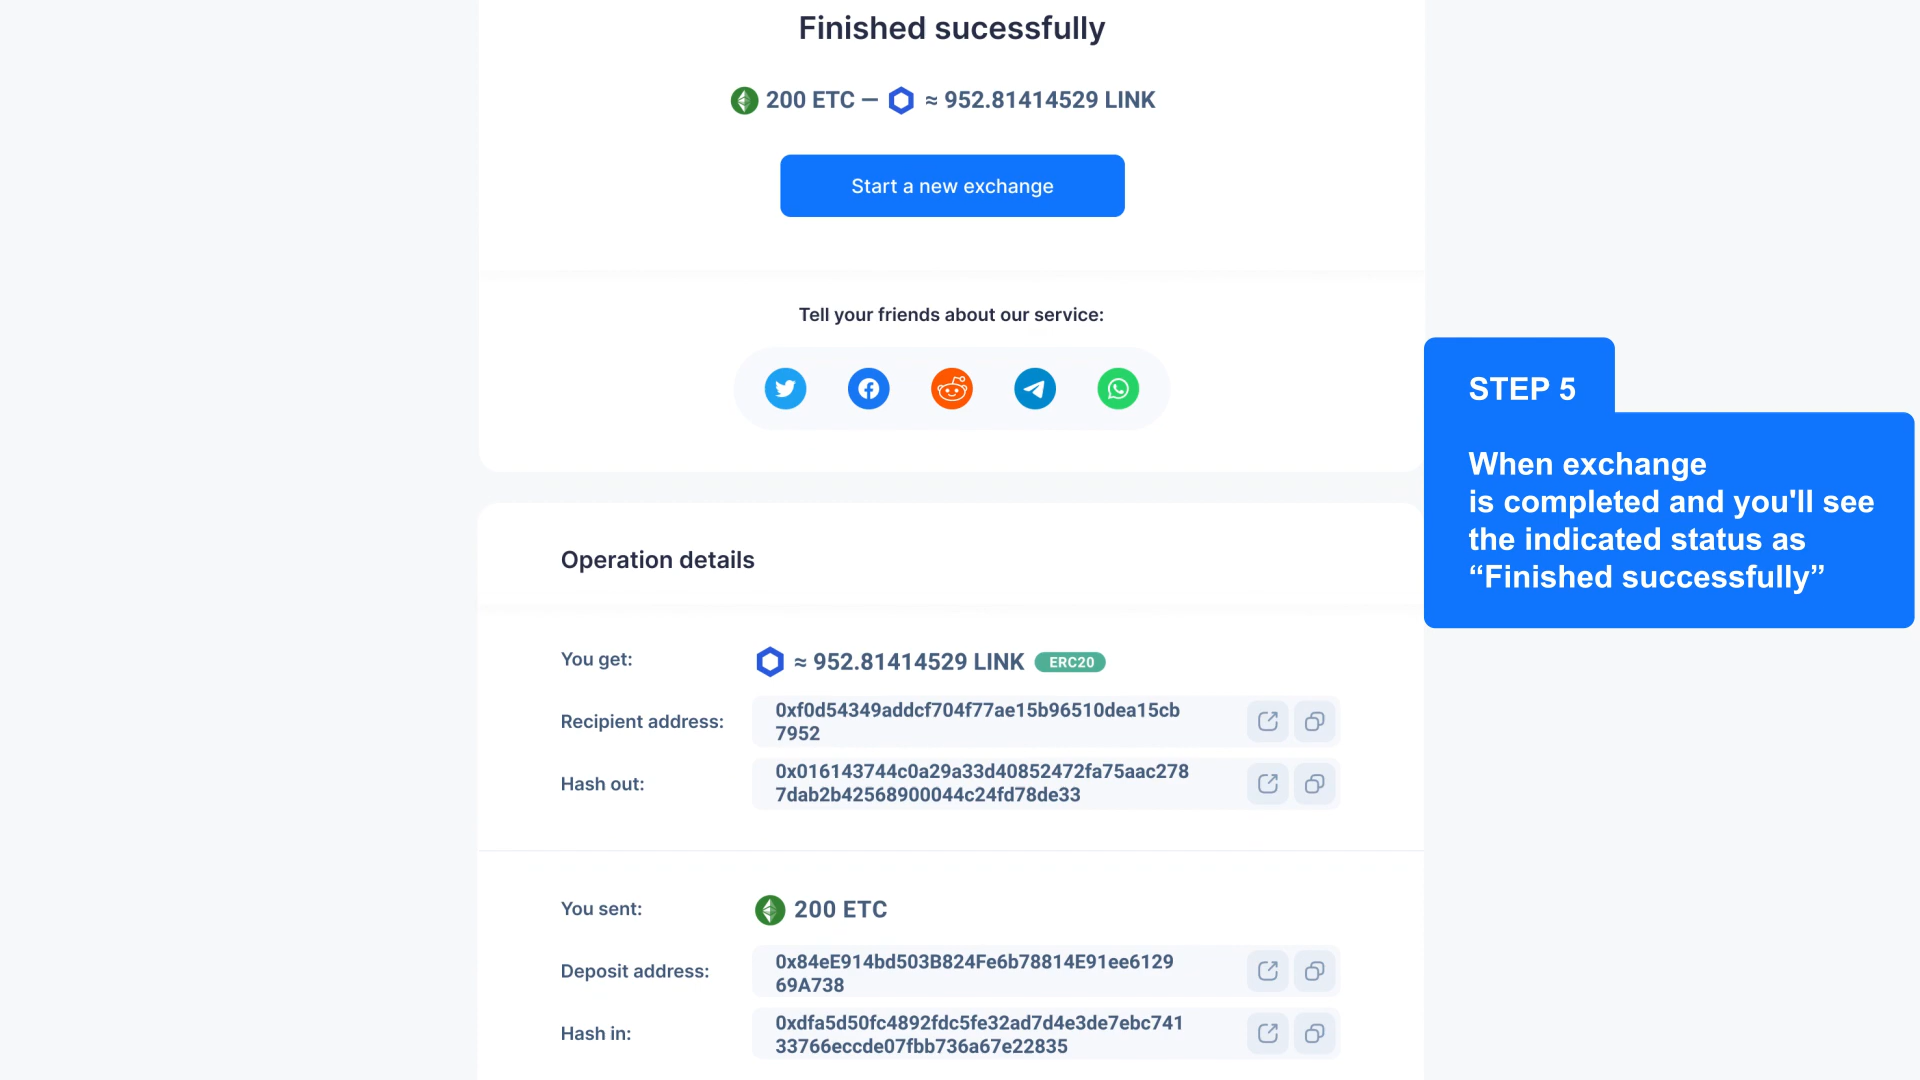 Finished sucessfully
200 ETC — ≈ 952.81414529 LINK
Start a new exchange
Tell your friends about our service:
STEP 5
When exchange
is completed and you'll see
the indicated status as
“Finished successfully”
Operation details
You get: ≈ 952.81414529 LINK ERC20
Recipient address: 0xf0d54349addcf704f77ae15b96510dea15cb
7952
Hash out: 0x016143744c0a29a33d40852472fa75aac278
7dab2b42568900044c24fd78de33
You sent: 200 ETC
Deposit address: 0x84eE914bd503B824Fe6b78814E91ee6129
69A738
Hash in: 0xdfa5d50fc4892fdc5fe32ad7d4e3de7ebc741
33766eccde07fbb736a67e22835